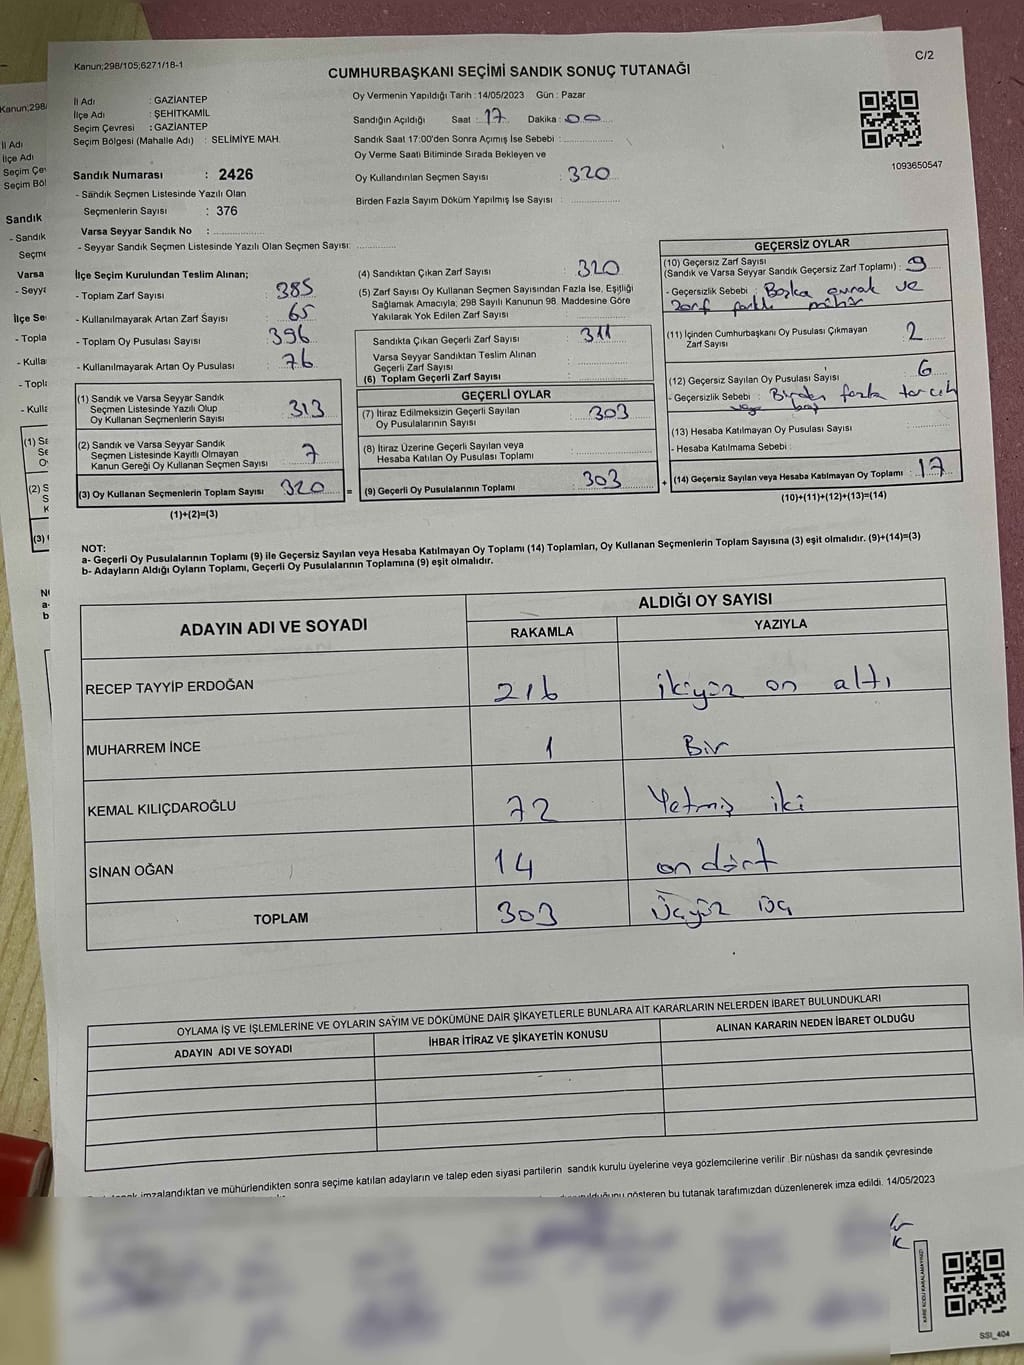 Kanun;298/105;6271/18-1
C/2
CUMHURBAŞKANI SEÇİMİ SANDIK SONUÇ TUTANAĞI
İl Adı : GAZİANTEP
İlçe Adı : ŞEHİTKAMİL
Seçim Çevresi : GAZİANTEP
Seçim Bölgesi (Mahalle Adı) : SELİMİYE MAH.
Sandık Numarası : 2426
- Sandık Seçmen Listesinde Yazılı Olan
Seçmenlerin Sayısı : 376
Varsa Seyyar Sandık No :
- Seyyar Sandık Seçmen Listesinde Yazılı Olan Seçmen Sayısı:
Oy Vermenin Yapıldığı Tarih : 14/05/2023 Gün : Pazar
Sandığın Açıldığı Saat : 17 Dakika : 00
Sandık Saat 17:00'den Sonra Açımış İse Sebebi :
Oy Verme Saati Bitiminde Sırada Bekleyen ve
Oy Kullandırılan Seçmen Sayısı : 320
Birden Fazla Sayım Döküm Yapılmış İse Sayısı :
1093650547
İlçe Seçim Kurulundan Teslim Alınan;
- Toplam Zarf Sayısı : 385
- Kullanılmayarak Artan Zarf Sayısı : 65
- Toplam Oy Pusulası Sayısı : 396
- Kullanılmayarak Artan Oy Pusulası : 76
(1) Sandık ve Varsa Seyyar Sandık
Seçmen Listesinde Yazılı Olup
Oy Kullanan Seçmenlerin Sayısı : 313
(2) Sandık ve Varsa Seyyar Sandık
Seçmen Listesinde Kayıtlı Olmayan
Kanun Gereği Oy Kullanan Seçmen Sayısı : 7
(3) Oy Kullanan Seçmenlerin Toplam Sayısı : 320
(1)+(2)=(3)
(4) Sandıktan Çıkan Zarf Sayısı : 320
(5) Zarf Sayısı Oy Kullanan Seçmen Sayısından Fazla İse, Eşitliği
Sağlamak Amacıyla; 298 Sayılı Kanunun 98. Maddesine Göre
Yakılarak Yok Edilen Zarf Sayısı :
Sandıkta Çıkan Geçerli Zarf Sayısı : 311
Varsa Seyyar Sandıktan Teslim Alınan
Geçerli Zarf Sayısı :
(6) Toplam Geçerli Zarf Sayısı :
GEÇERLİ OYLAR
(7) İtiraz Edilmeksizin Geçerli Sayılan
Oy Pusulalarının Sayısı : 303
(8) İtiraz Üzerine Geçerli Sayılan veya
Hesaba Katılan Oy Pusulası Toplamı :
= (9) Geçerli Oy Pusulalarının Toplamı : 303
GEÇERSİZ OYLAR
(10) Geçersiz Zarf Sayısı
(Sandık ve Varsa Seyyar Sandık Geçersiz Zarf Toplamı) : 9
- Geçersizlik Sebebi : Başka evrak ve
zarf farklı mühür
(11) İçinden Cumhurbaşkanı Oy Pusulası Çıkmayan
Zarf Sayısı : 2
(12) Geçersiz Sayılan Oy Pusulası Sayısı : 6
- Geçersizlik Sebebi : Birden fazla tercih
veya boş
(13) Hesaba Katılmayan Oy Pusulası Sayısı :
- Hesaba Katılmama Sebebi :
+ (14) Geçersiz Sayılan veya Hesaba Katılmayan Oy Toplamı : 17
(10)+(11)+(12)+(13)=(14)
NOT:
a- Geçerli Oy Pusulalarının Toplamı (9) ile Geçersiz Sayılan veya Hesaba Katılmayan Oy Toplamı (14) Toplamları, Oy Kullanan Seçmenlerin Toplam Sayısına (3) eşit olmalıdır. (9)+(14)=(3)
b- Adayların Aldığı Oyların Toplamı, Geçerli Oy Pusulalarının Toplamına (9) eşit olmalıdır.
ADAYIN ADI VE SOYADI
ALDIĞI OY SAYISI
RAKAMLA YAZIYLA
RECEP TAYYİP ERDOĞAN 216 ikiyüz on altı
MUHARREM İNCE 1 Bir
KEMAL KILIÇDAROĞLU 72 Yetmiş iki
SİNAN OĞAN 14 on dört
TOPLAM 303 üçyüz üç
OYLAMA İŞ VE İŞLEMLERİNE VE OYLARIN SAYIM VE DÖKÜMÜNE DAİR ŞİKAYETLERLE BUNLARA AİT KARARLARIN NELERDEN İBARET BULUNDUKLARI
ADAYIN ADI VE SOYADI İHBAR İTİRAZ VE ŞİKAYETİN KONUSU ALINAN KARARIN NEDEN İBARET OLDUĞU
imzalandıktan ve mühürlendikten sonra seçime katılan adayların ve talep eden siyasi partilerin sandık kurulu üyelerine veya gözlemcilerine verilir. Bir nüshası da sandık çevresinde
gösteren bu tutanak tarafımızdan düzenlenerek imza edildi. 14/05/2023
KARE KODU KARALAMAYINIZ!
SSI_404